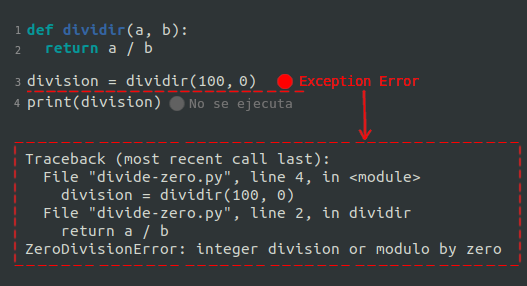 1 def dividir(a, b):
2   return a / b
3 division = dividir(100, 0) Exception Error
4 print(division) No se ejecuta
Traceback (most recent call last):
  File "divide-zero.py", line 4, in <module>
    division = dividir(100, 0)
  File "divide-zero.py", line 2, in dividir
    return a / b
ZeroDivisionError: integer division or modulo by zero